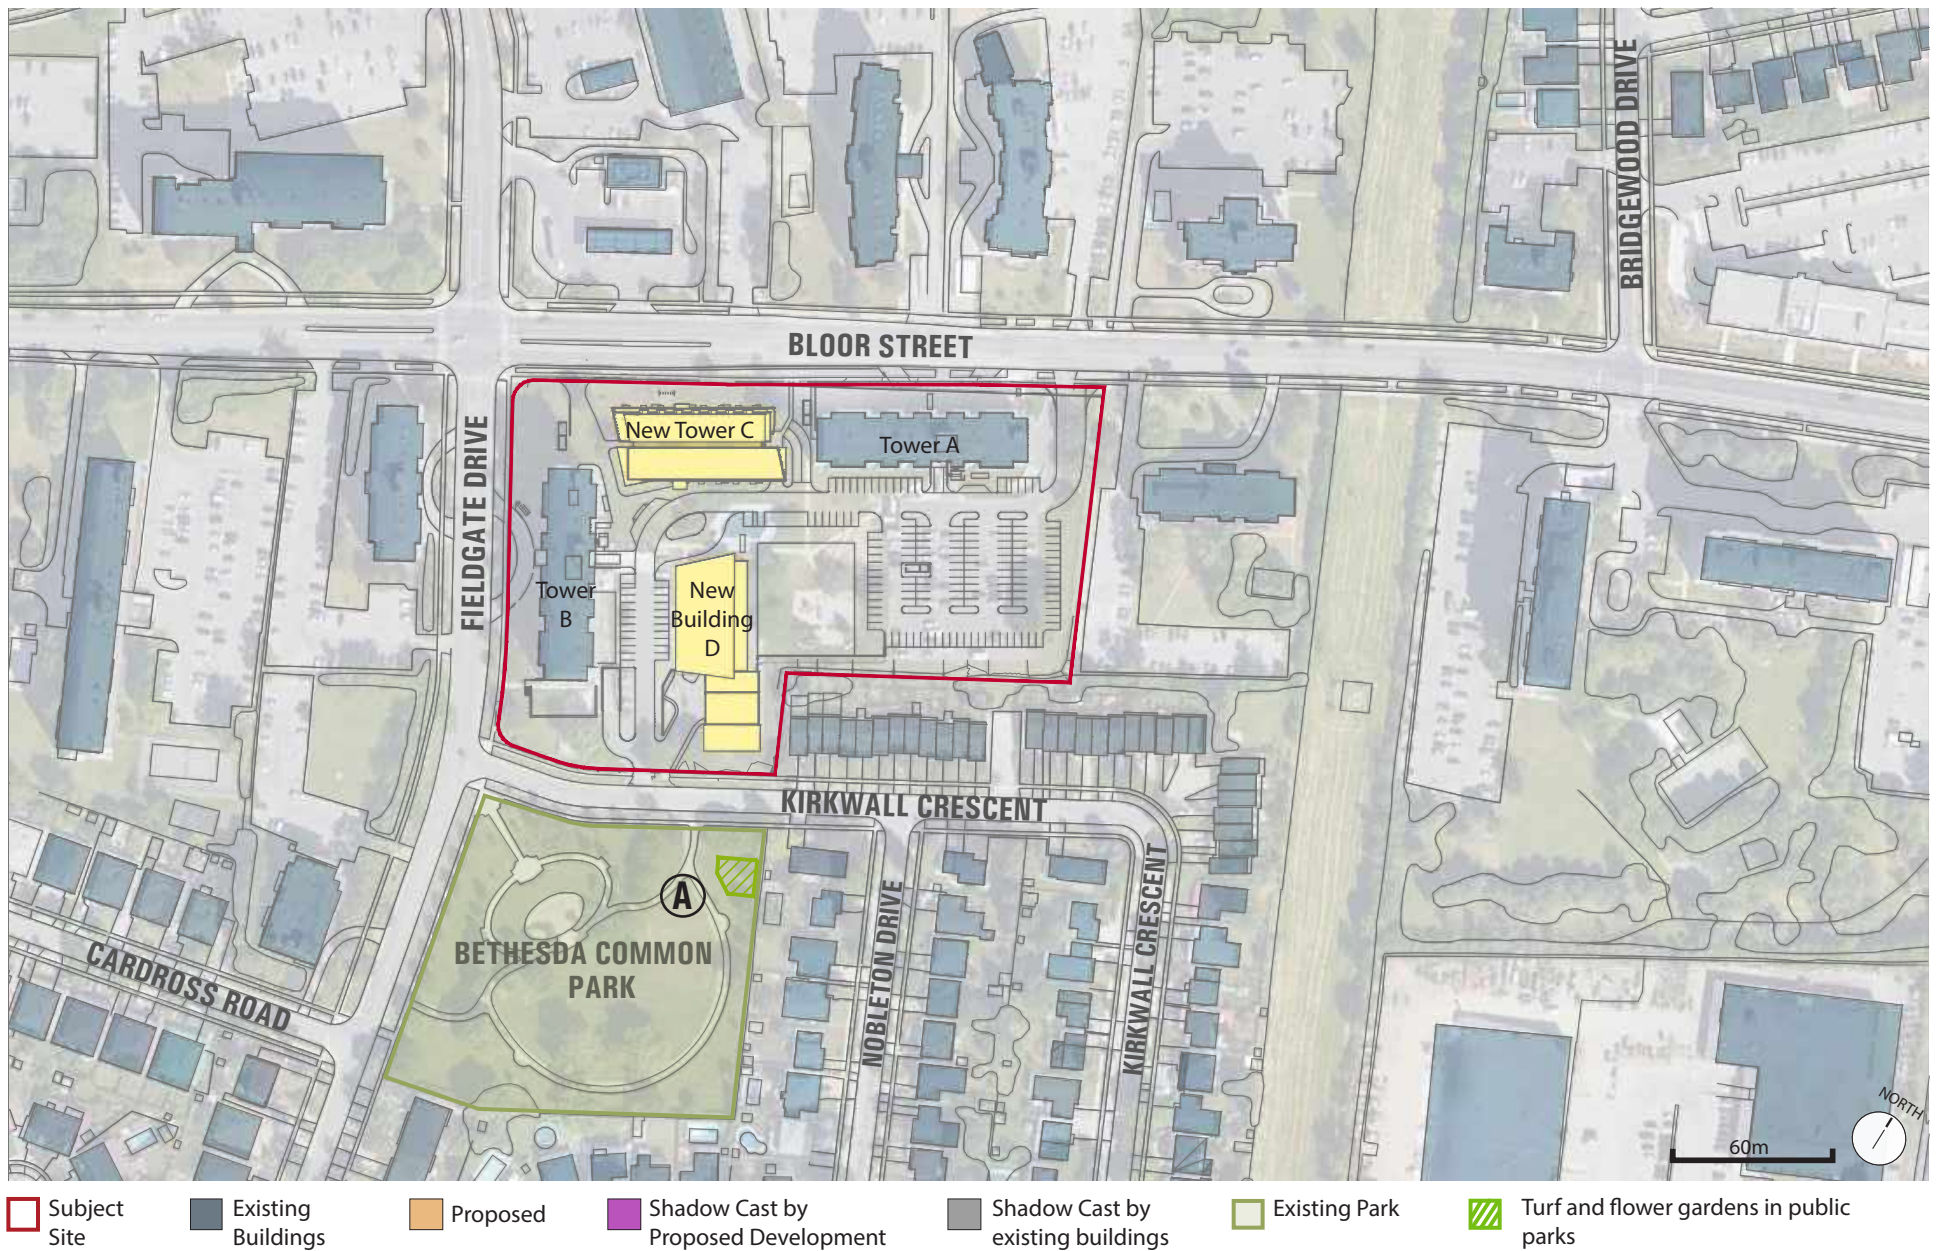 BRIDGEWOOD DRIVE
BLOOR STREET
FIELDGATE DRIVE
New Tower C
Tower A
Tower
B
New
Building
D
KIRKWALL CRESCENT
KIRKWALL CRESCENT
NOBLETON DRIVE
A
BETHESDA COMMON
PARK
CARDROSS ROAD
NORTH
60m
Subject
Site
Existing
Buildings
Proposed
Shadow Cast by
Proposed Development
Shadow Cast by
existing buildings
Existing Park
Turf and flower gardens in public
parks